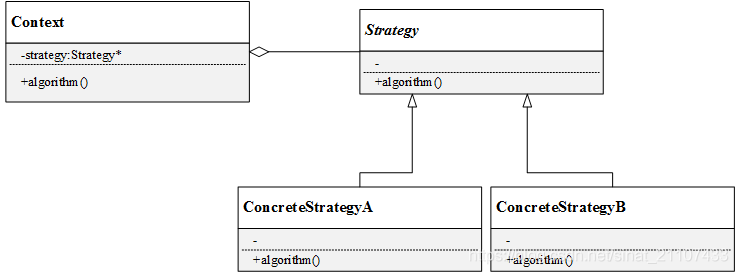 Context
-strategy:Strategy*
+algorithm()
Strategy
-
+algorithm()
ConcreteStrategyA
-
+algorithm()
ConcreteStrategyB
-
+algorithm()